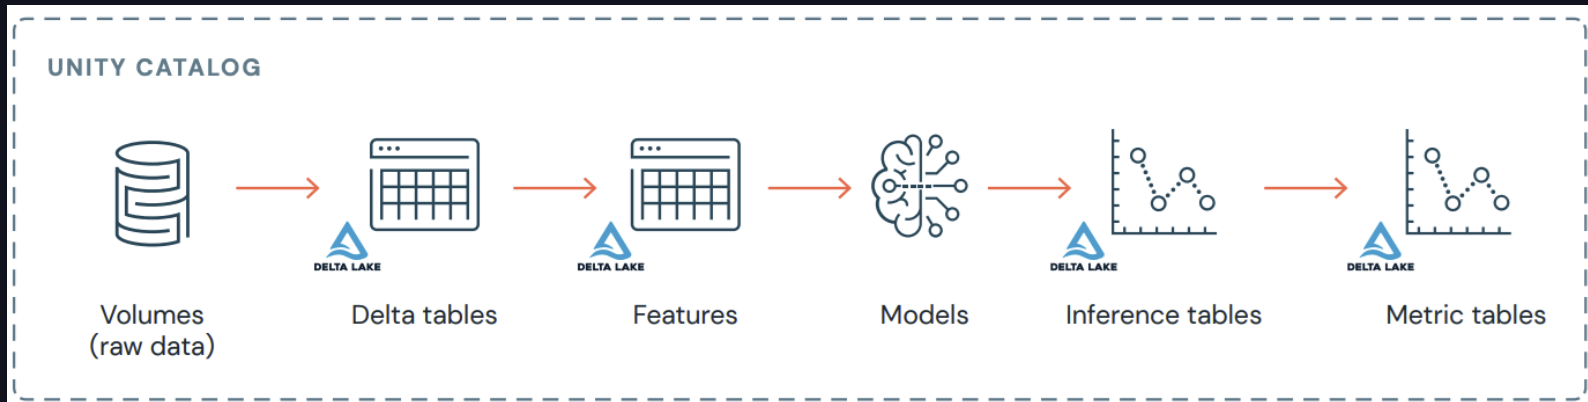 UNITY CATALOG
DELTA LAKE
DELTA LAKE
DELTA LAKE
DELTA LAKE
Volumes
(raw data)
Delta tables
Features
Models
Inference tables
Metric tables